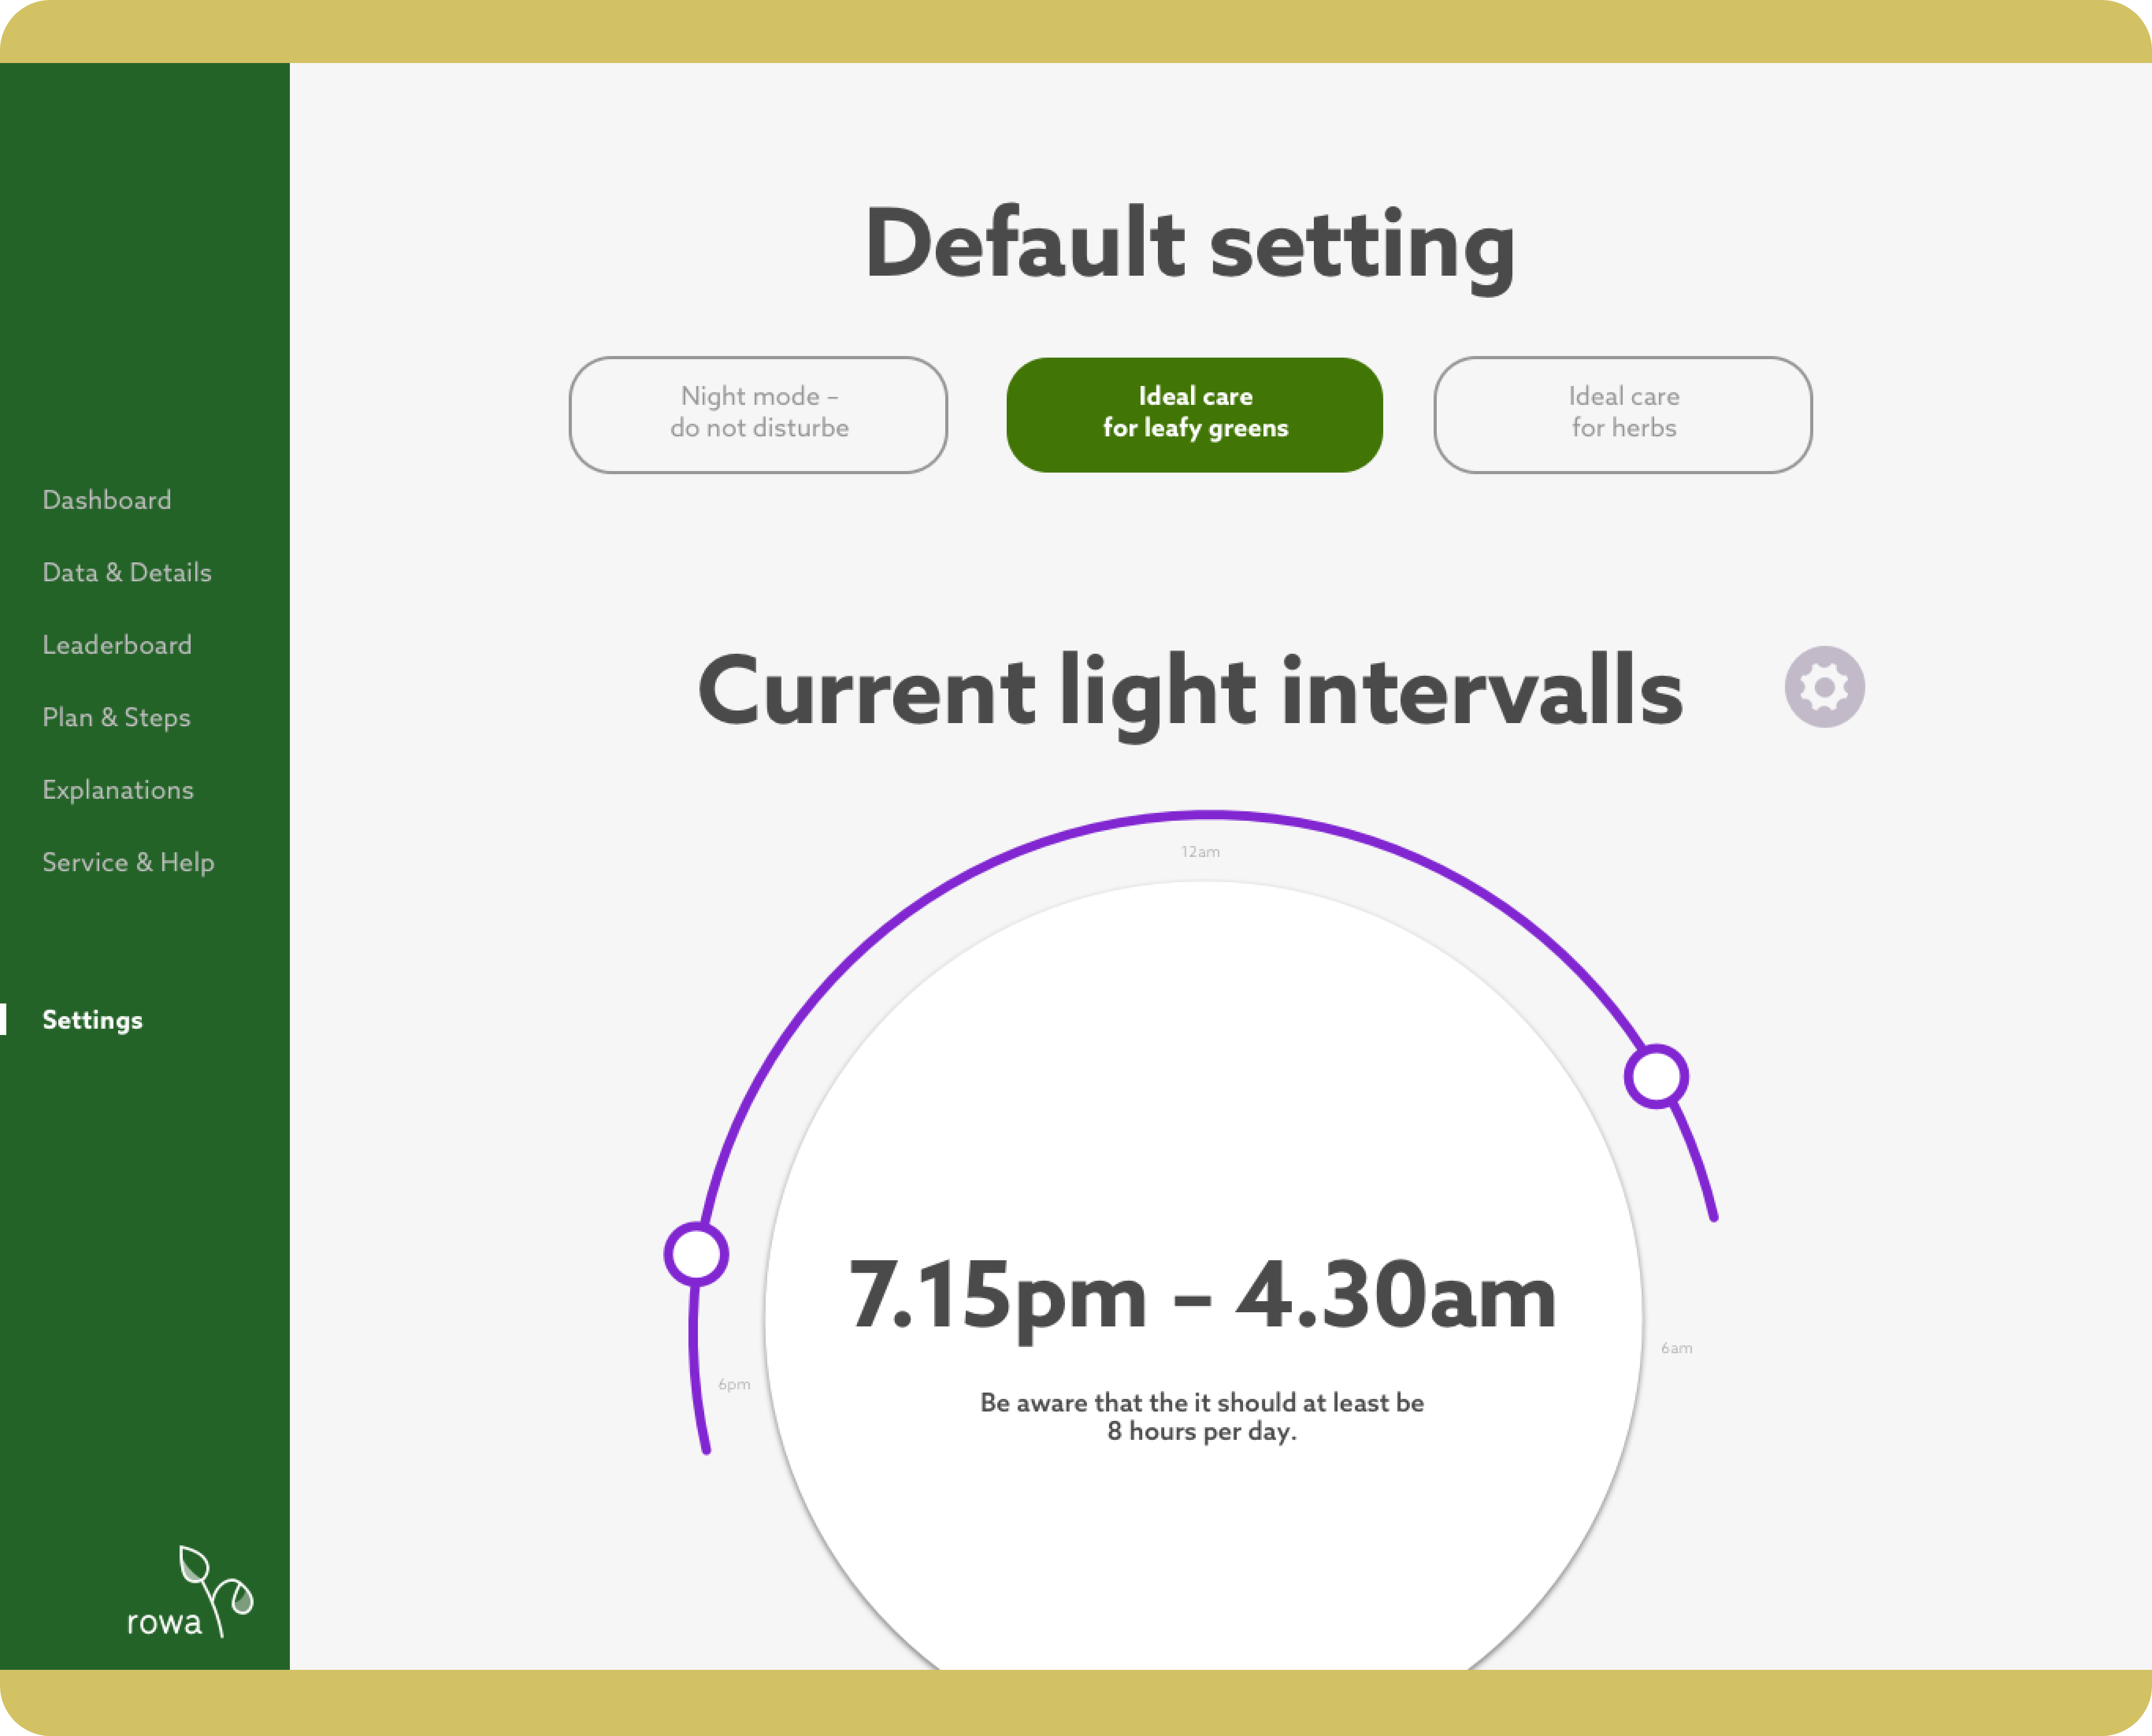 Dashboard
Data & Details
Leaderboard
Plan & Steps
Explanations
Service & Help
Settings
rowa
Default setting
Night mode –
do not disturbe
Ideal care
for leafy greens
Ideal care
for herbs
Current light intervalls
12am
7.15pm – 4.30am
6am
6pm
Be aware that the it should at least be
8 hours per day.